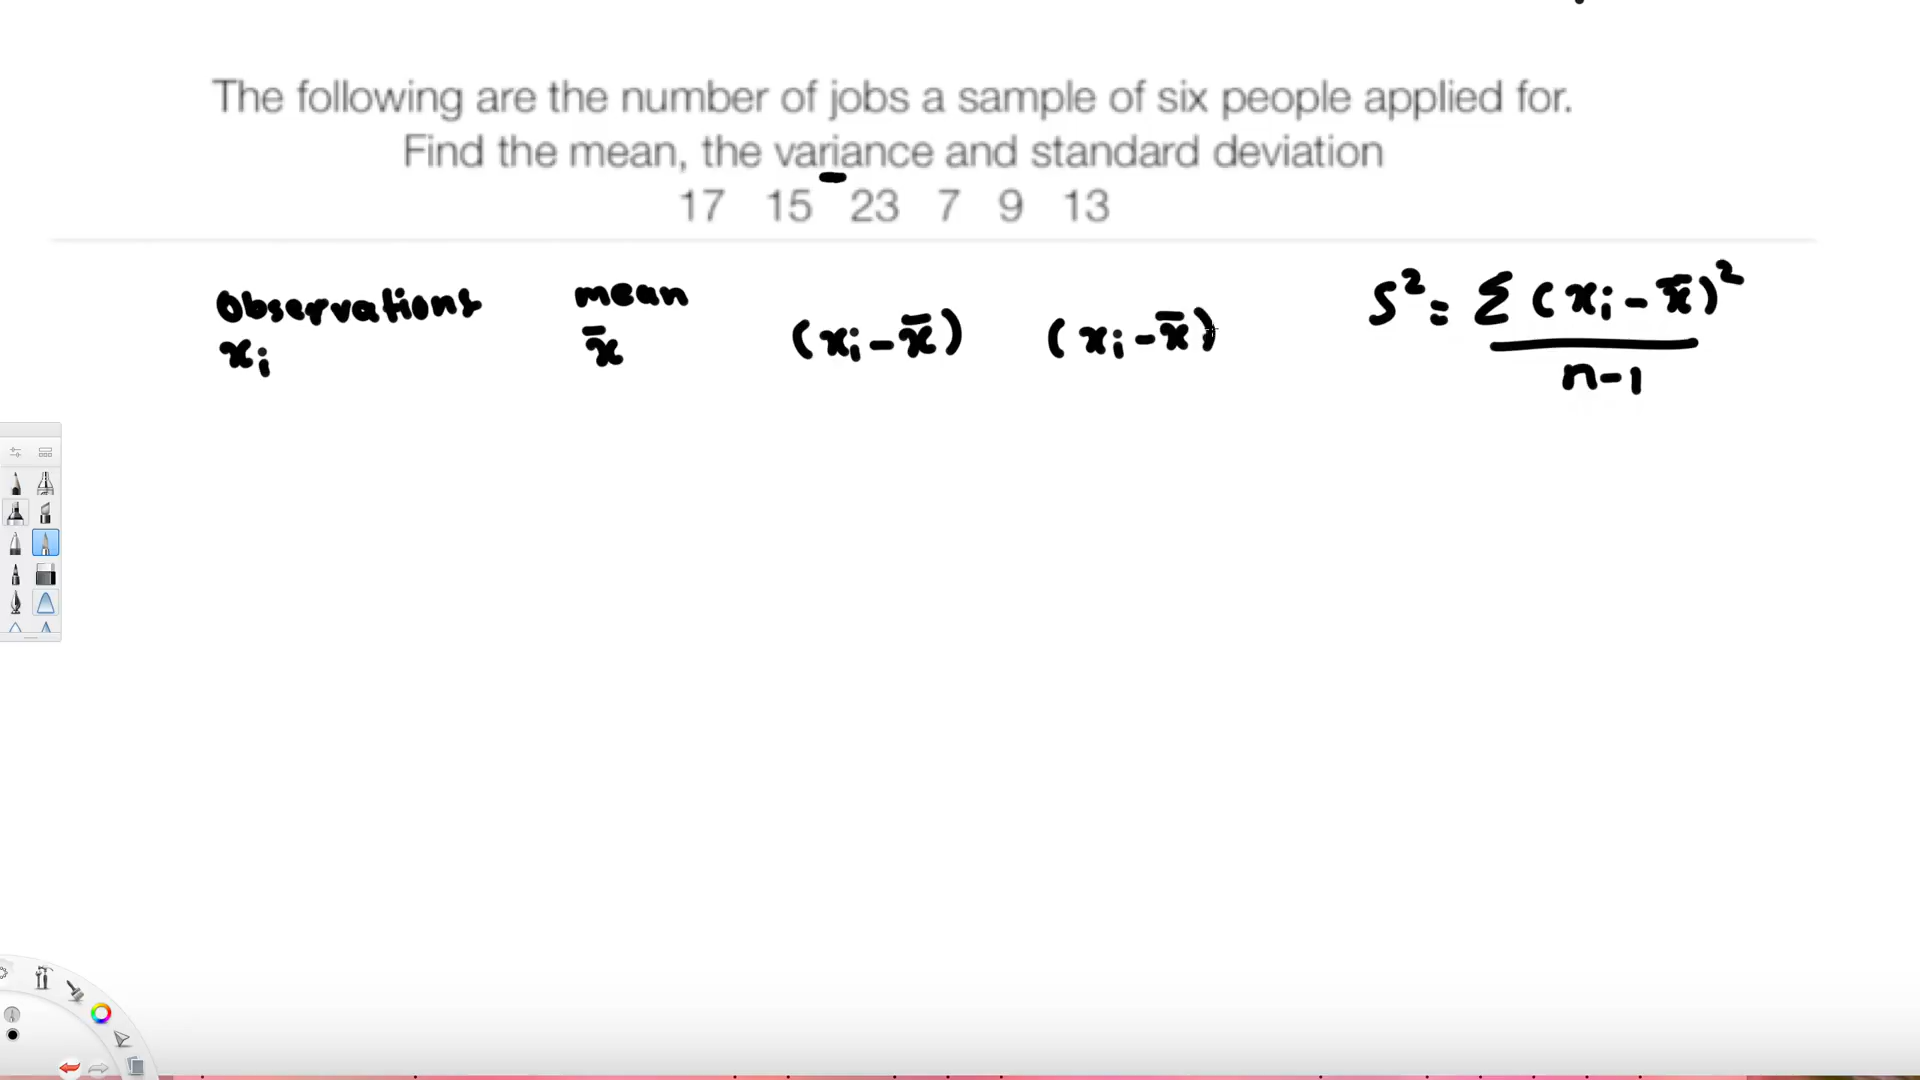 The following are the number of jobs a sample of six people applied for.
Find the mean, the variance and standard deviation
17 15 23 7 9 13
Observations mean
xᵢ x̄ (xᵢ - x̄) (xᵢ - x̄)
S² = Σ (xᵢ - x̄)²
n-1